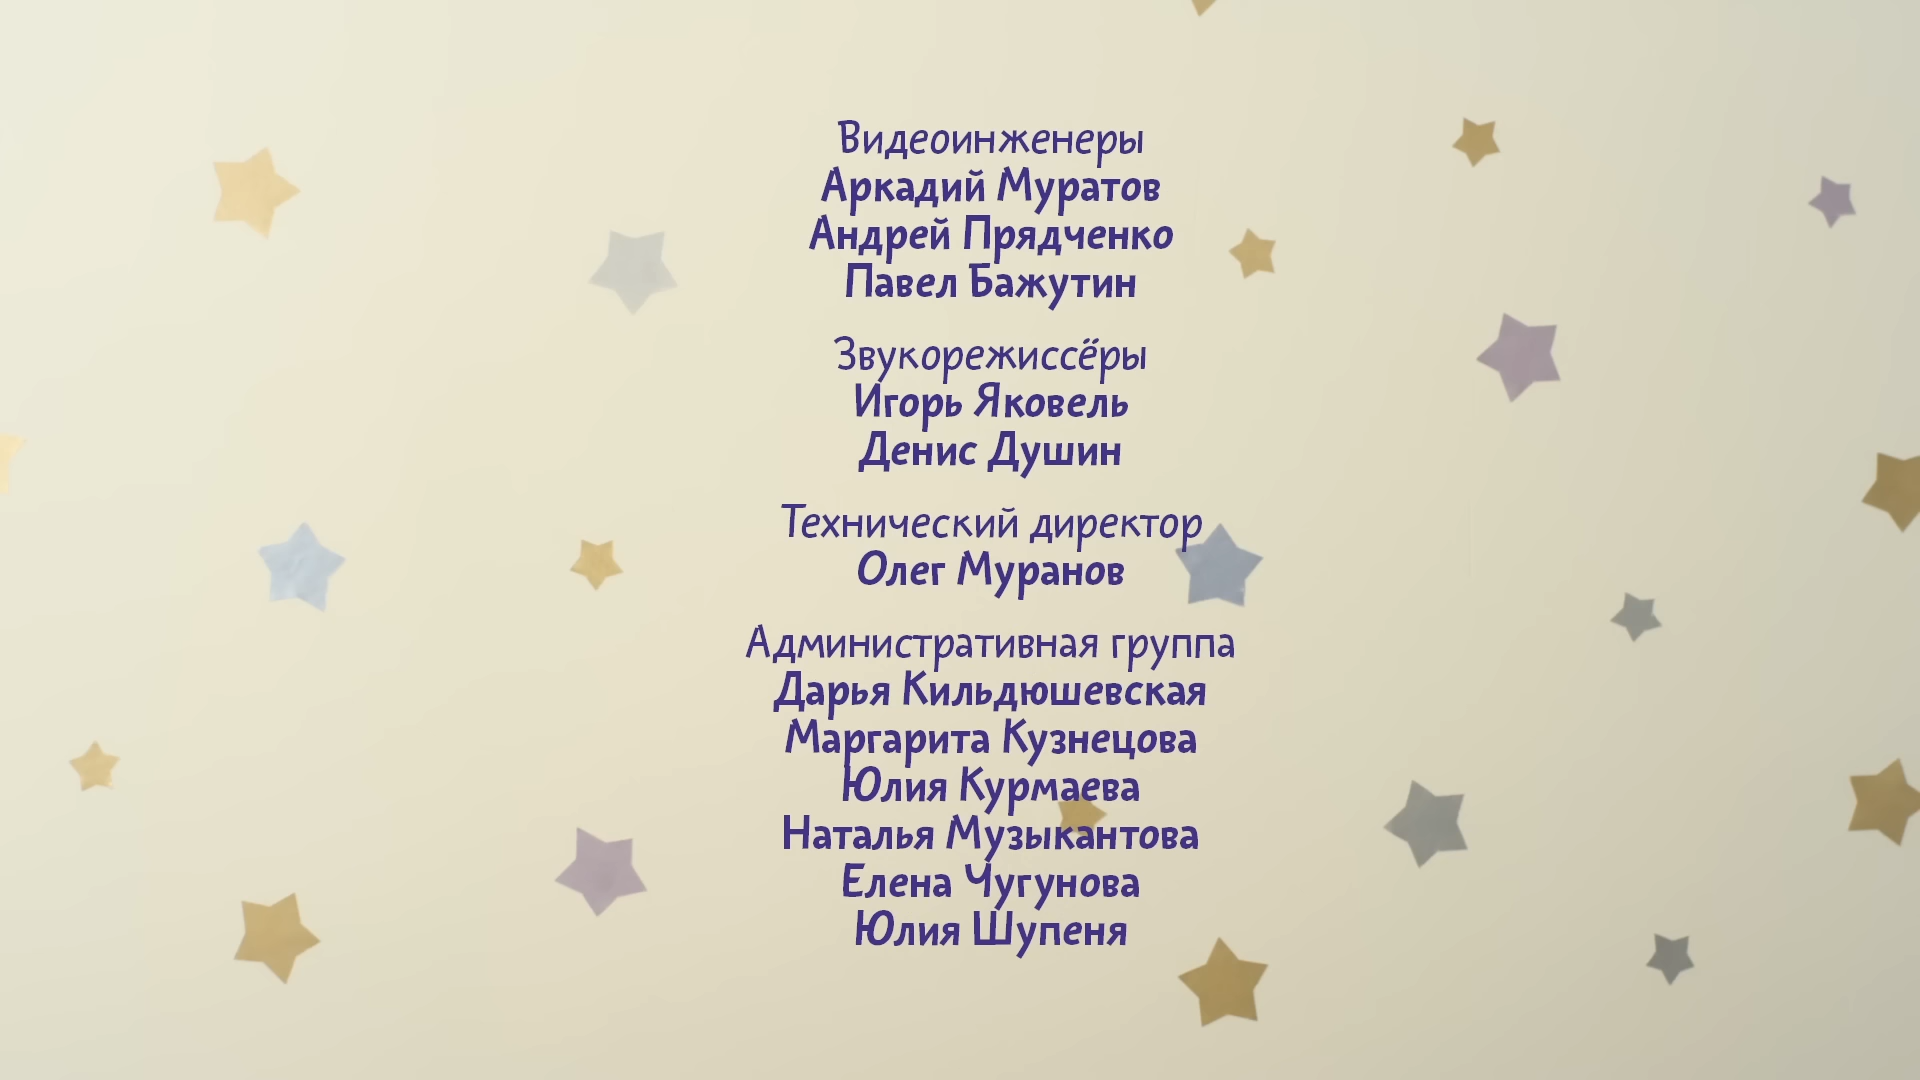 Видеоинженеры
Аркадий Муратов
Андрей Прядченко
Павел Бажутин
Звукорежиссёры
Игорь Яковель
Денис Душин
Технический директор
Олег Муранов
Административная группа
Дарья Кильдюшевская
Маргарита Кузнецова
Юлия Курмаева
Наталья Музыкантова
Елена Чугунова
Юлия Шупеня